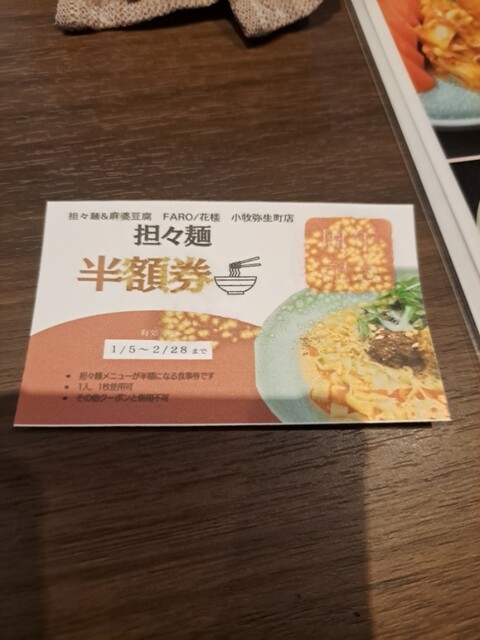 担々麺&麻婆豆腐 FARO/花楼 小牧弥生町店
担々麺
半額券
1/5～2/28まで
● 担々麺メニューが半額になる食事券です
● 1人、1枚使用可
● その他クーポンと併用不可